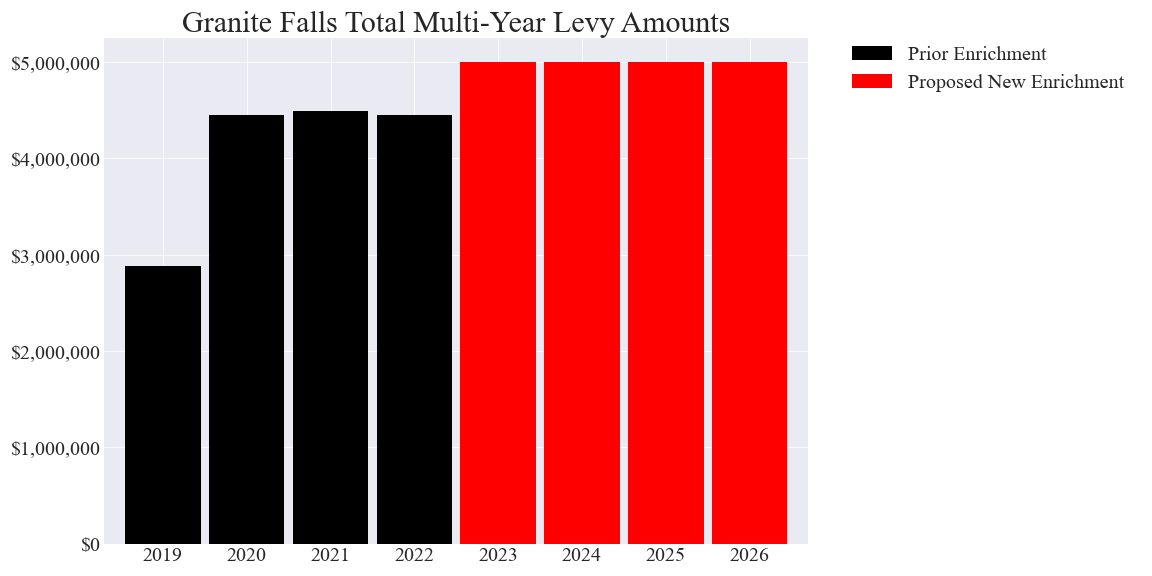 Granite Falls Total Multi-Year Levy Amounts
Prior Enrichment
Proposed New Enrichment
$5,000,000
$4,000,000
$3,000,000
$2,000,000
$1,000,000
$0
2019 2020 2021 2022 2023 2024 2025 2026